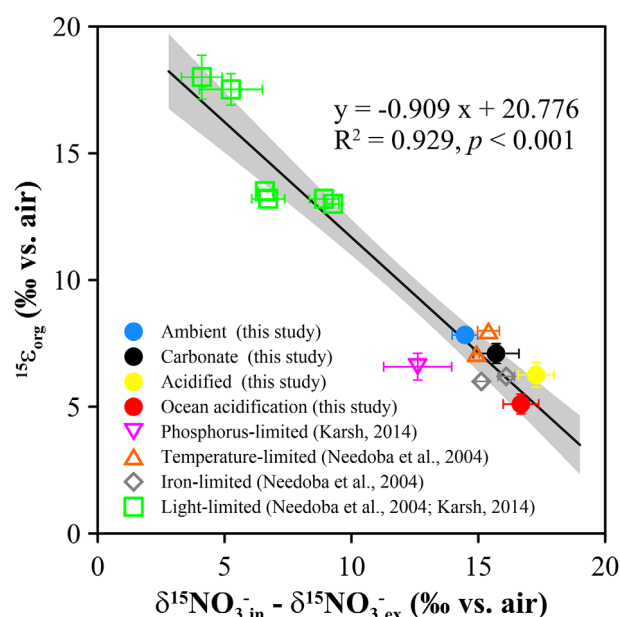 20
15
10
5
0
¹⁵εorg (‰ vs. air)
y = -0.909 x + 20.776
R² = 0.929, p < 0.001
Ambient (this study)
Carbonate (this study)
Acidified (this study)
Ocean acidification (this study)
Phosphorus-limited (Karsh, 2014)
Temperature-limited (Needoba et al., 2004)
Iron-limited (Needoba et al., 2004)
Light-limited (Needoba et al., 2004; Karsh, 2014)
0 5 10 15 20
δ¹⁵NO₃⁻in - δ¹⁵NO₃⁻ex (‰ vs. air)